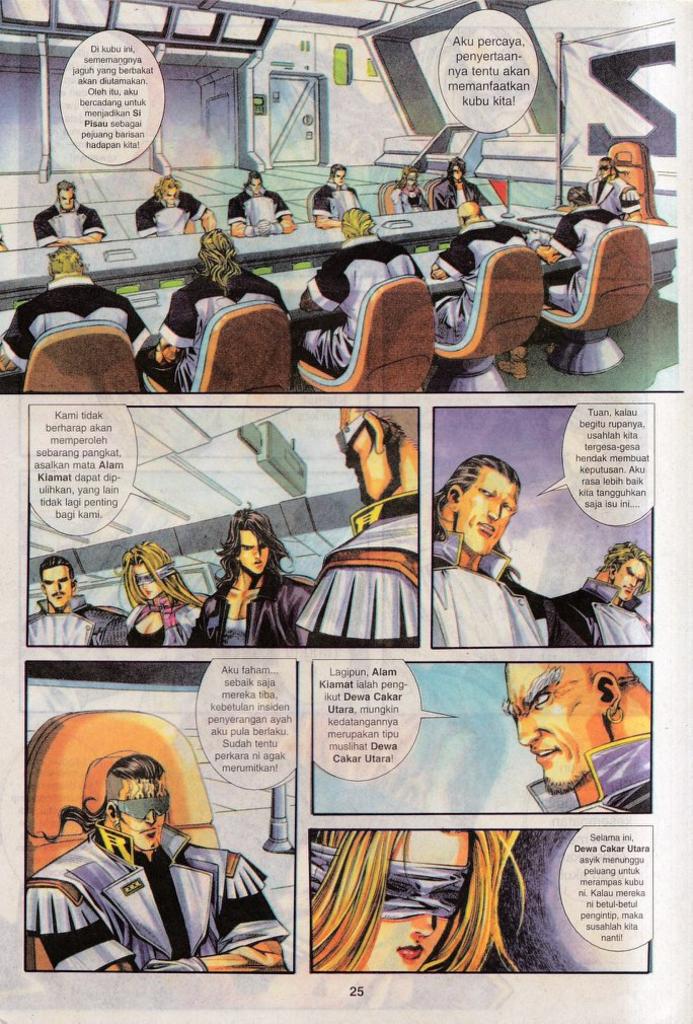 Di kubu ini,
sememangnya
jaguh yang berbakat
akan diutamakan.
Oleh itu, aku
bercadang untuk
menjadikan Si
Pisau sebagai
pejuang barisan
hadapan kita!
Aku percaya,
penyertaan-
nya tentu akan
memanfaatkan
kubu kita!
Kami tidak
berharap akan
memperoleh
sebarang pangkat,
asalkan mata Alam
Kiamat dapat dip-
ulihkan, yang lain
tidak lagi penting
bagi kami.
Tuan, kalau
begitu rupanya,
usahlah kita
tergesa-gesa
hendak membuat
keputusan. Aku
rasa lebih baik
kita tangguhkan
saja isu ini....
Aku faham...
sebaik saja
mereka tiba,
kebetulan insiden
penyerangan ayah
aku pula berlaku.
Sudah tentu
perkara ni agak
merumitkan!
Lagipun, Alam
Kiamat ialah peng-
ikut Dewa Cakar
Utara, mungkin
kedatangannya
merupakan tipu
muslihat Dewa
Cakar Utara!
Selama ini,
Dewa Cakar Utara
asyik menunggu
peluang untuk
merampas kubu
ni. Kalau mereka
ni betul-betul
pengintip, maka
susahlah kita
nanti!
25